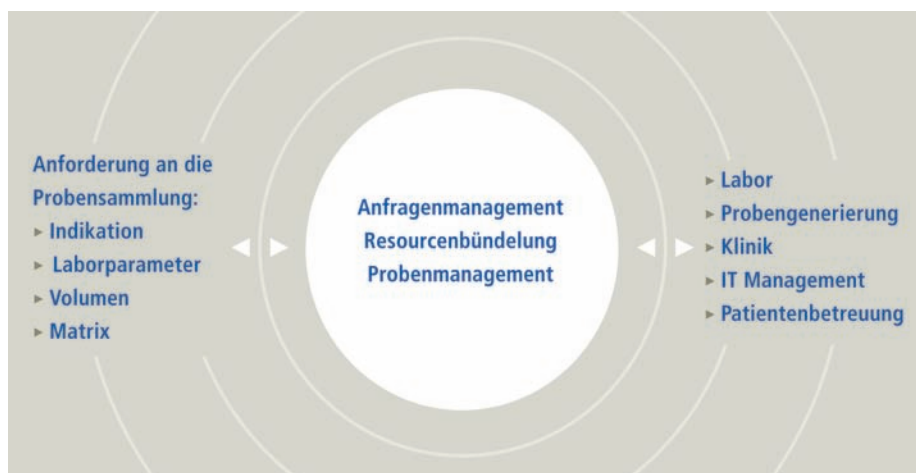 Anforderung an die
Probensammlung:
▸ Indikation
▸ Laborparameter
▸ Volumen
▸ Matrix
Anfragenmanagement
Resourcenbündelung
Probenmanagement
▸ Labor
▸ Probengenerierung
▸ Klinik
▸ IT Management
▸ Patientenbetreuung